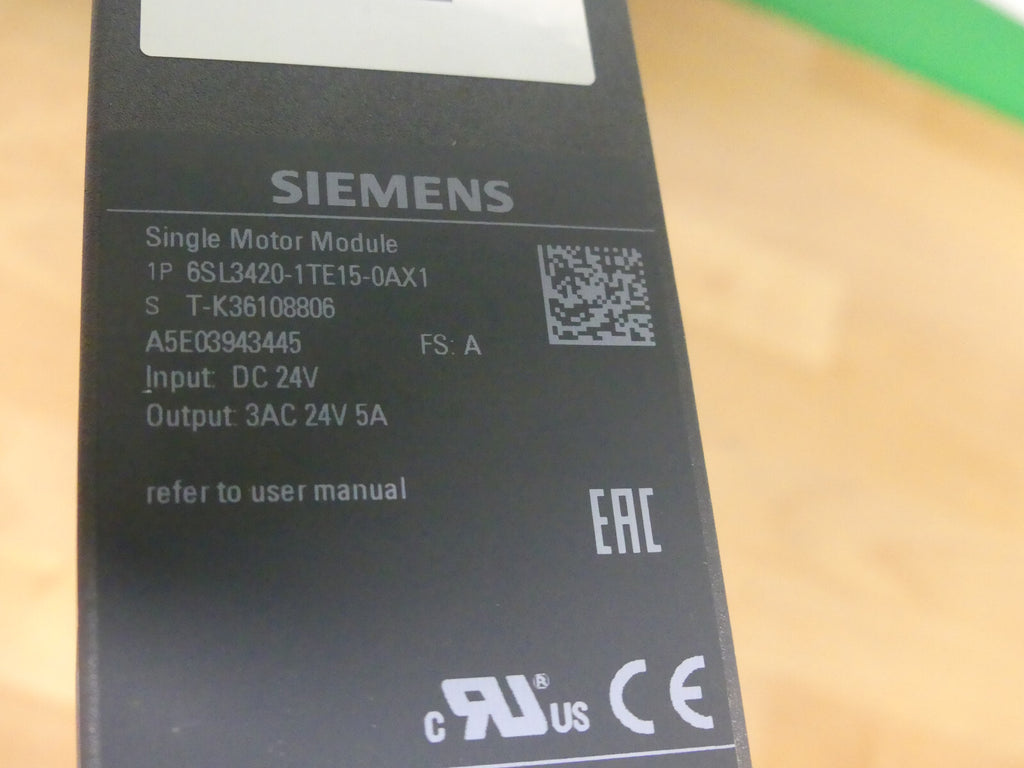 SIEMENS
Single Motor Module
1P 6SL3420-1TE15-0AX1
S T-K36108806
A5E03943445 FS: A
Input: DC 24V
Output: 3AC 24V 5A
refer to user manual
EAC
c RU® US CE